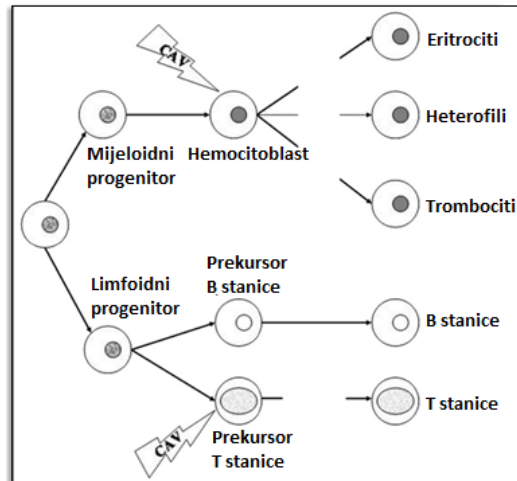 CAV
Eritrociti
Mijeloidni
progenitor
Hemocitoblast
Heterofili
Trombociti
Limfoidni
progenitor
Prekursor
B stanice
B stanice
CAV
Prekursor
T stanice
T stanice